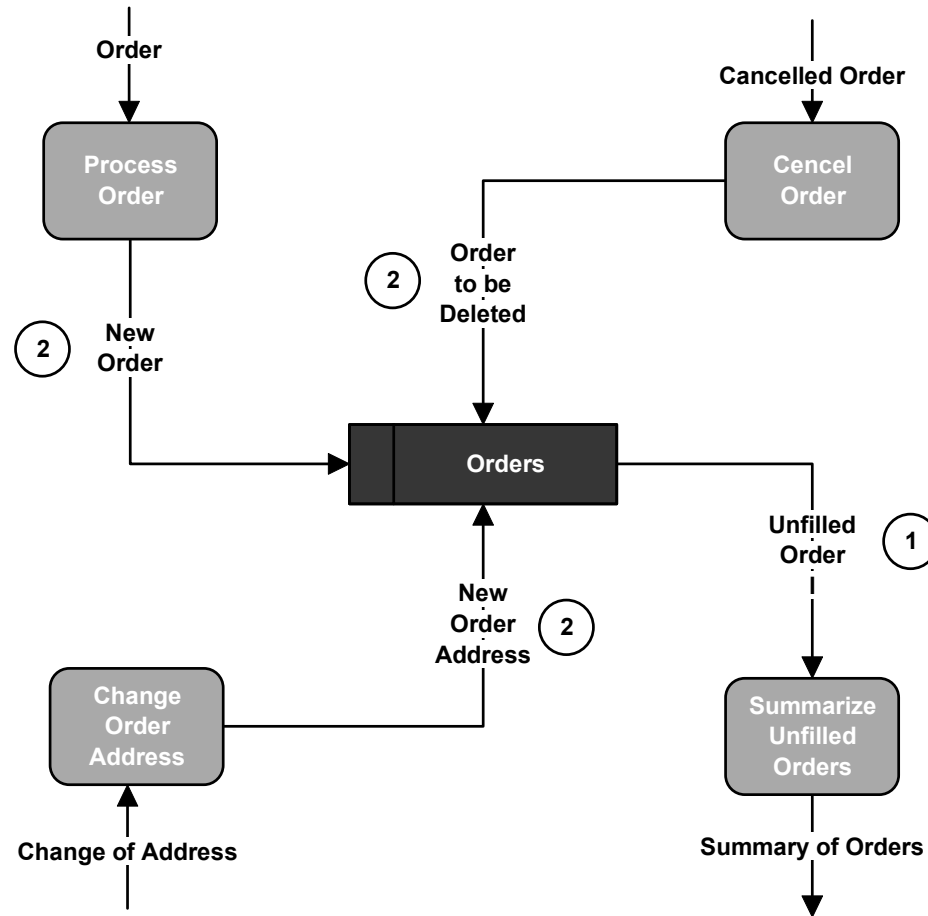 Order
Cancelled Order
Process
Order
Cencel
Order
2
Order
to be
Deleted
2
New
Order
Orders
Unfilled
Order
1
New
Order
Address
2
Change
Order
Address
Summarize
Unfilled
Orders
Change of Address
Summary of Orders